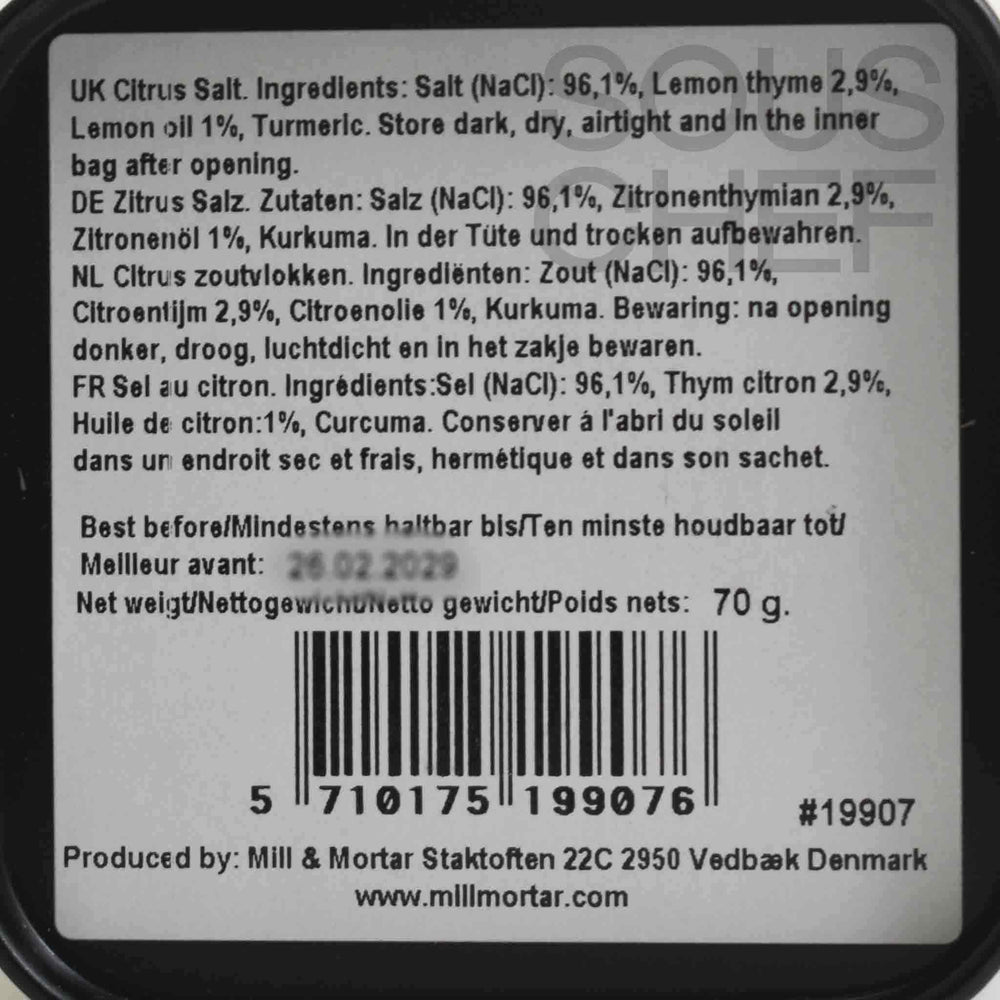 SOUS
CHEF
UK Citrus Salt. Ingredients: Salt (NaCl): 96,1%, Lemon thyme 2,9%,
Lemon oil 1%, Turmeric. Store dark, dry, airtight and in the inner
bag after opening.
DE Zitrus Salz. Zutaten: Salz (NaCl): 96,1%, Zitronenthymian 2,9%,
Zitronenöl 1%, Kurkuma. In der Tüte und trocken aufbewahren.
NL Citrus zoutvlokken. Ingrediënten: Zout (NaCl): 96,1%,
Citroentijm 2,9%, Citroenolie 1%, Kurkuma. Bewaring: na opening
donker, droog, luchtdicht en in het zakje bewaren.
FR Sel au citron. Ingrédients:Sel (NaCl): 96,1%, Thym citron 2,9%,
Huile de citron:1%, Curcuma. Conserver á l'abri du soleil
dans un endroit sec et frais, hermétique et dans son sachet.
Best before/Mindestens haltbar bis/Ten minste houdbaar tot/
Meilleur avant: 26.02.2029
Net weigt/Nettogewicht/Netto gewicht/Poids nets: 70 g.
5 710175 199076
#19907
Produced by: Mill & Mortar Staktoften 22C 2950 Vedbæk Denmark
www.millmortar.com